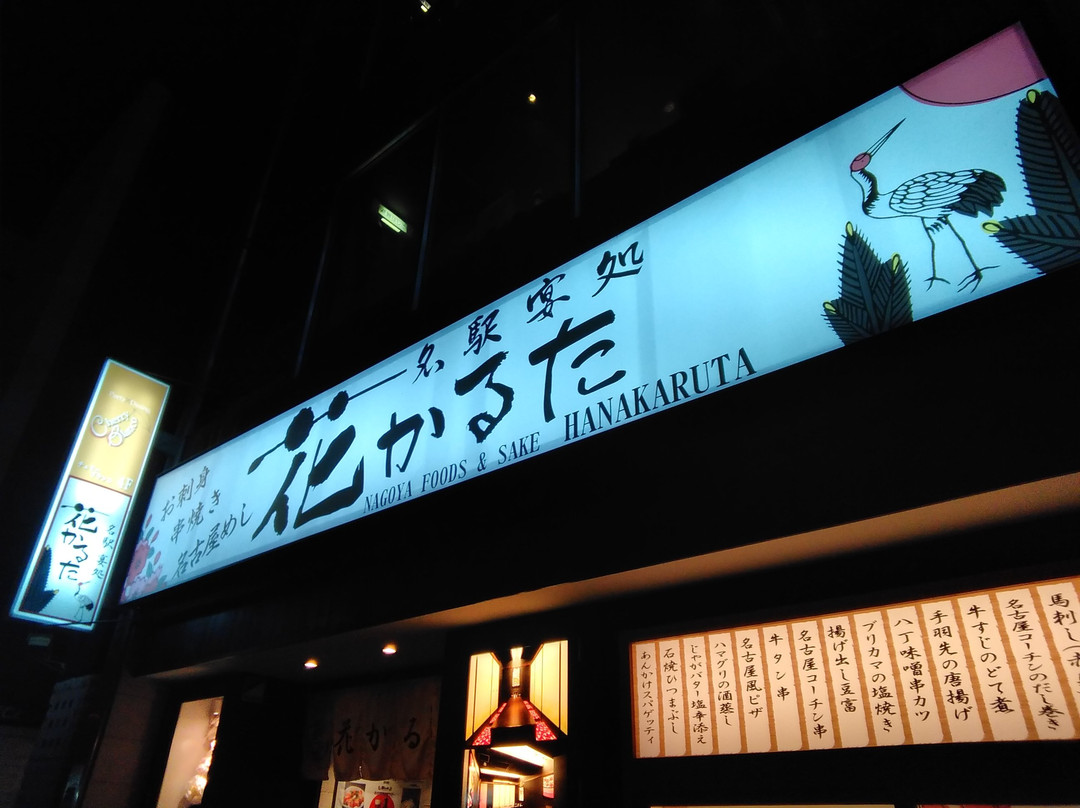 名駅宴処
花かるた
NAGOYA FOODS & SAKE HANAKARUTA
お刺身
串焼き
名古屋めし
名駅宴処
花かるた
花かる
馬刺し
名古屋コーチンのだし巻き
牛すじのどて煮
手羽先の唐揚げ
八丁味噌串カツ
ブリカマの塩焼き
揚げ出し豆富
名古屋コーチン串
牛タン串
名古屋風ピザ
ハマグリの酒蒸し
じゃがバター塩辛添え
石焼ひつまぶし
あんかけスパゲッティ